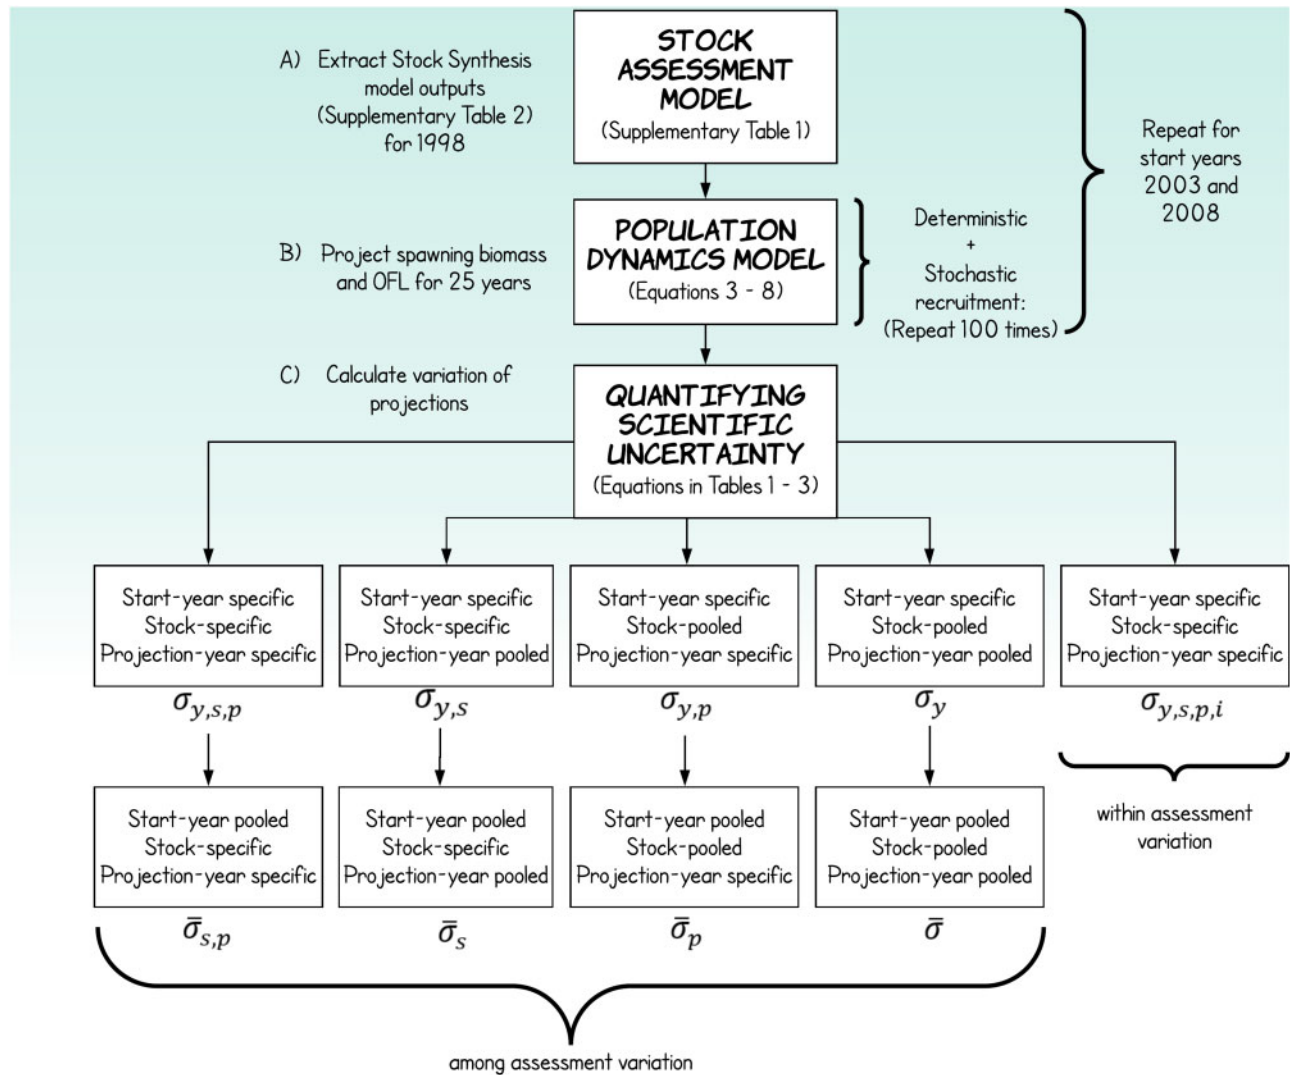 A) Extract Stock Synthesis
model outputs
(Supplementary Table 2)
for 1998
STOCK
ASSESSMENT
MODEL
(Supplementary Table 1)
Repeat for
start years
2003 and
2008
B) Project spawning biomass
and OFL for 25 years
POPULATION
DYNAMICS MODEL
(Equations 3 - 8)
Deterministic
+
Stochastic
recruitment:
(Repeat 100 times)
C) Calculate variation of
projections
QUANTIFYING
SCIENTIFIC
UNCERTAINTY
(Equations in Tables 1 - 3)
Start-year specific
Stock-specific
Projection-year specific
σy,s,p
Start-year specific
Stock-specific
Projection-year pooled
σy,s
Start-year specific
Stock-pooled
Projection-year specific
σy,p
Start-year specific
Stock-pooled
Projection-year pooled
σy
Start-year specific
Stock-specific
Projection-year specific
σy,s,p,i
Start-year pooled
Stock-specific
Projection-year specific
σ̄s,p
Start-year pooled
Stock-specific
Projection-year pooled
σ̄s
Start-year pooled
Stock-pooled
Projection-year specific
σ̄p
Start-year pooled
Stock-pooled
Projection-year pooled
σ̄
within assessment
variation
among assessment variation